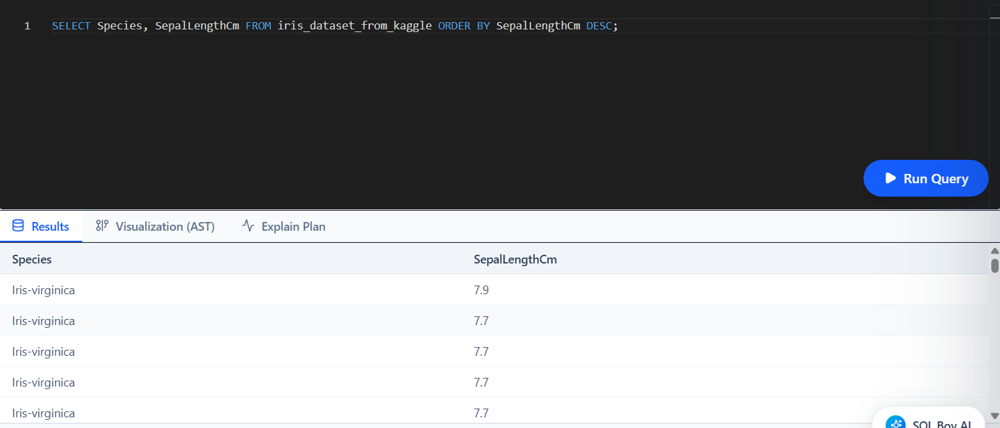 1 SELECT Species, SepalLengthCm FROM iris_dataset_from_kaggle ORDER BY SepalLengthCm DESC;
Run Query
Results Visualization (AST) Explain Plan
Species SepalLengthCm
Iris-virginica 7.9
Iris-virginica 7.7
Iris-virginica 7.7
Iris-virginica 7.7
Iris-virginica 7.7
SQL Boy AI